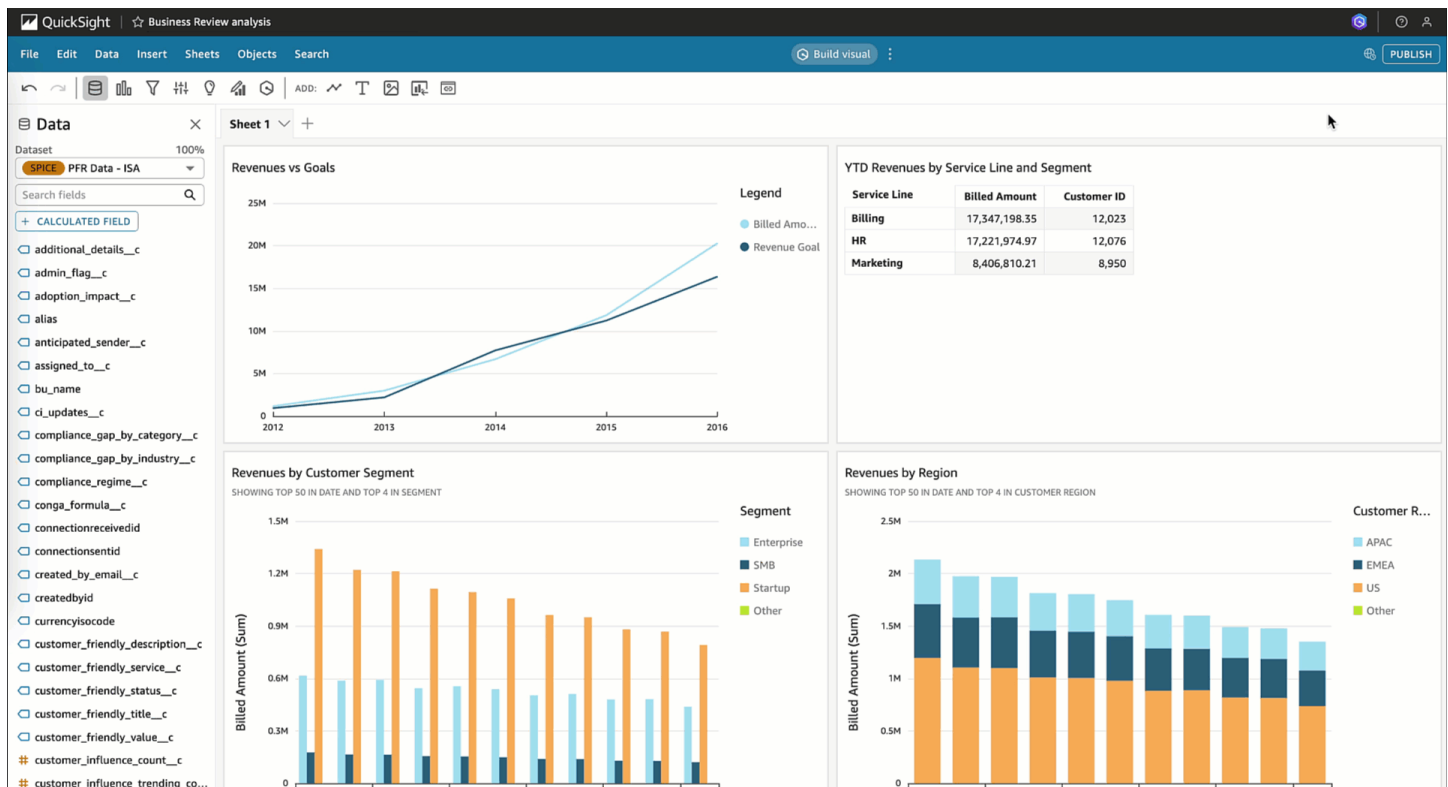 QuickSight Business Review analysis
File Edit Data Insert Sheets Objects Search Build visual PUBLISH
ADD:
Data
Dataset 100%
SPICE PFR Data - ISA
Search fields
+ CALCULATED FIELD
additional_details__c
admin_flag__c
adoption_impact__c
alias
anticipated_sender__c
assigned_to__c
bu_name
ci_updates__c
compliance_gap_by_category__c
compliance_gap_by_industry__c
compliance_regime__c
conga_formula__c
connectionreceivedid
connectionsentid
created_by_email__c
createdbyid
currencyisocode
customer_friendly_description__c
customer_friendly_service__c
customer_friendly_status__c
customer_friendly_title__c
customer_friendly_value__c
# customer_influence_count__c
# customer_influence_trending_co...
Sheet 1
Revenues vs Goals
25M
20M
15M
10M
5M
0
2012 2013 2014 2015 2016
Legend
Billed Amo...
Revenue Goal
YTD Revenues by Service Line and Segment
Service Line Billed Amount Customer ID
Billing 17,347,198.35 12,023
HR 17,221,974.97 12,076
Marketing 8,406,810.21 8,950
Revenues by Customer Segment
SHOWING TOP 50 IN DATE AND TOP 4 IN SEGMENT
Billed Amount (Sum)
1.5M
1.2M
0.9M
0.6M
0.3M
0
Segment
Enterprise
SMB
Startup
Other
Revenues by Region
SHOWING TOP 50 IN DATE AND TOP 4 IN CUSTOMER REGION
Billed Amount (Sum)
2.5M
2M
1.5M
1M
0.5M
0
Customer R...
APAC
EMEA
US
Other